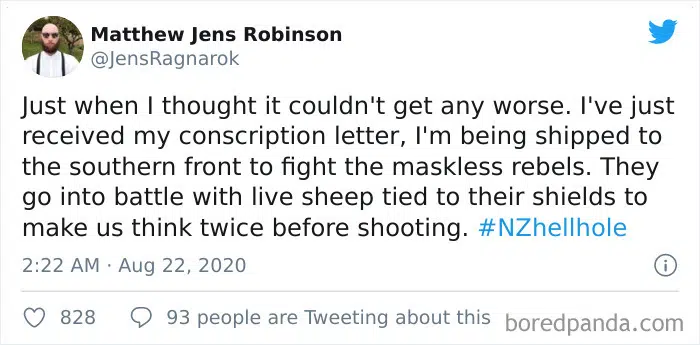 Matthew Jens Robinson
@JensRagnarok
Just when I thought it couldn't get any worse. I've just
received my conscription letter, I'm being shipped to
the southern front to fight the maskless rebels. They
go into battle with live sheep tied to their shields to
make us think twice before shooting. #NZhellhole
2:22 AM · Aug 22, 2020
828 93 people are Tweeting about this
boredpanda.com